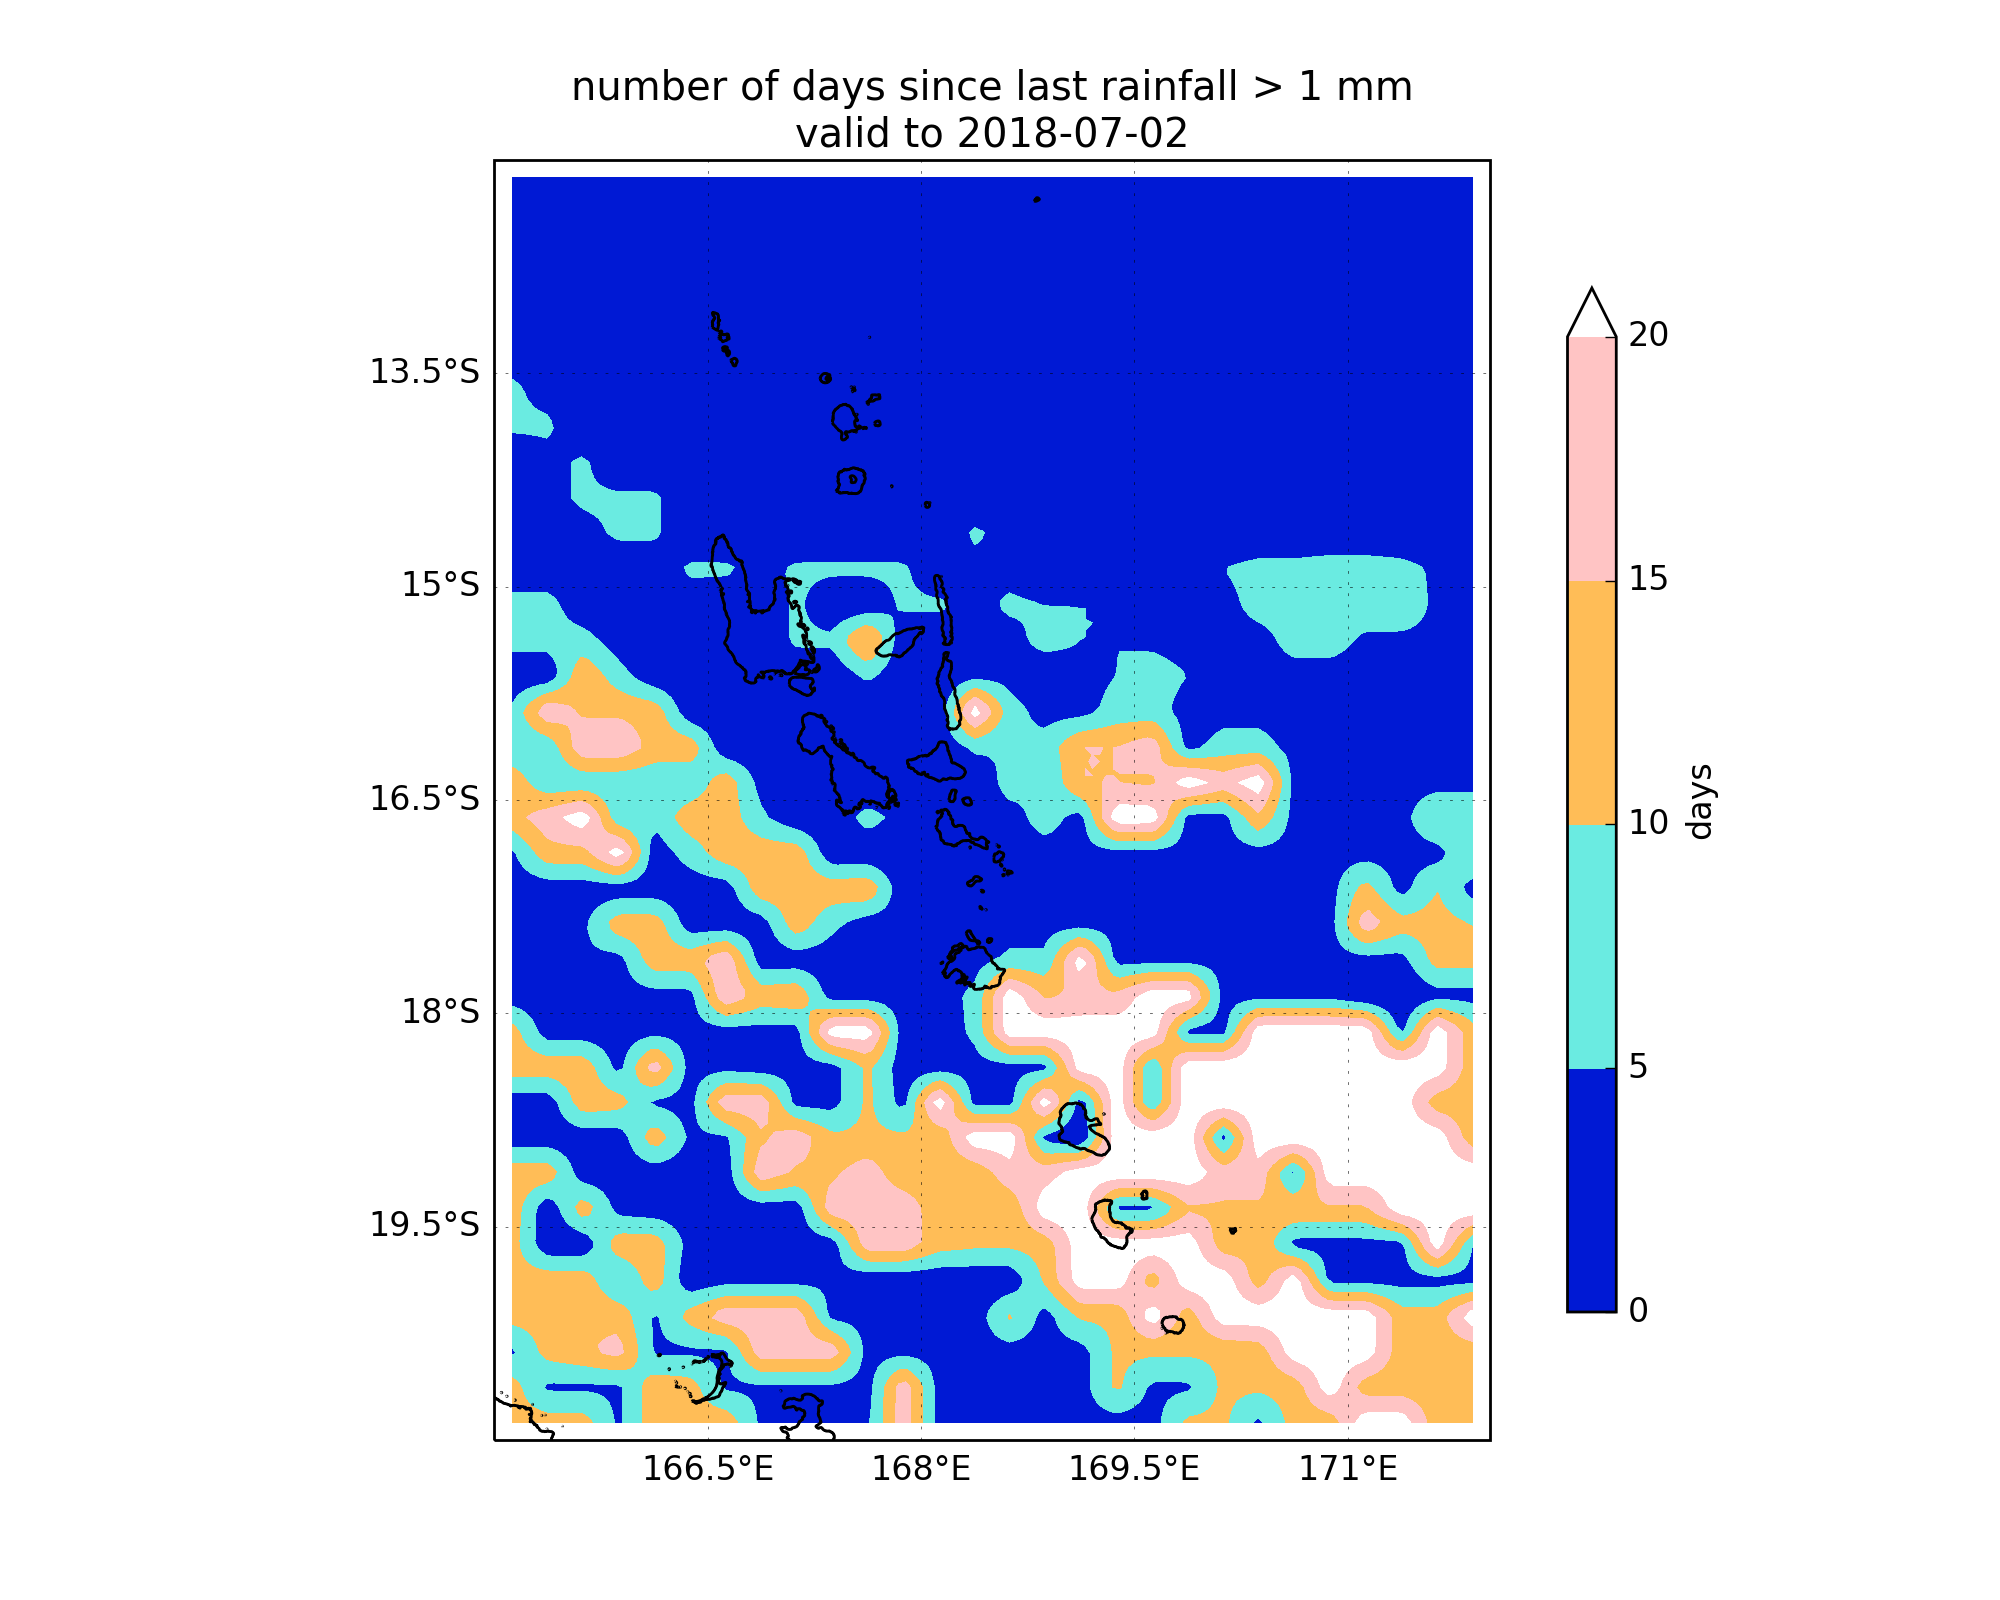 number of days since last rainfall > 1 mm
valid to 2018-07-02
13.5°S
15°S
16.5°S
18°S
19.5°S
166.5°E
168°E
169.5°E
171°E
20
15
10
5
0
days